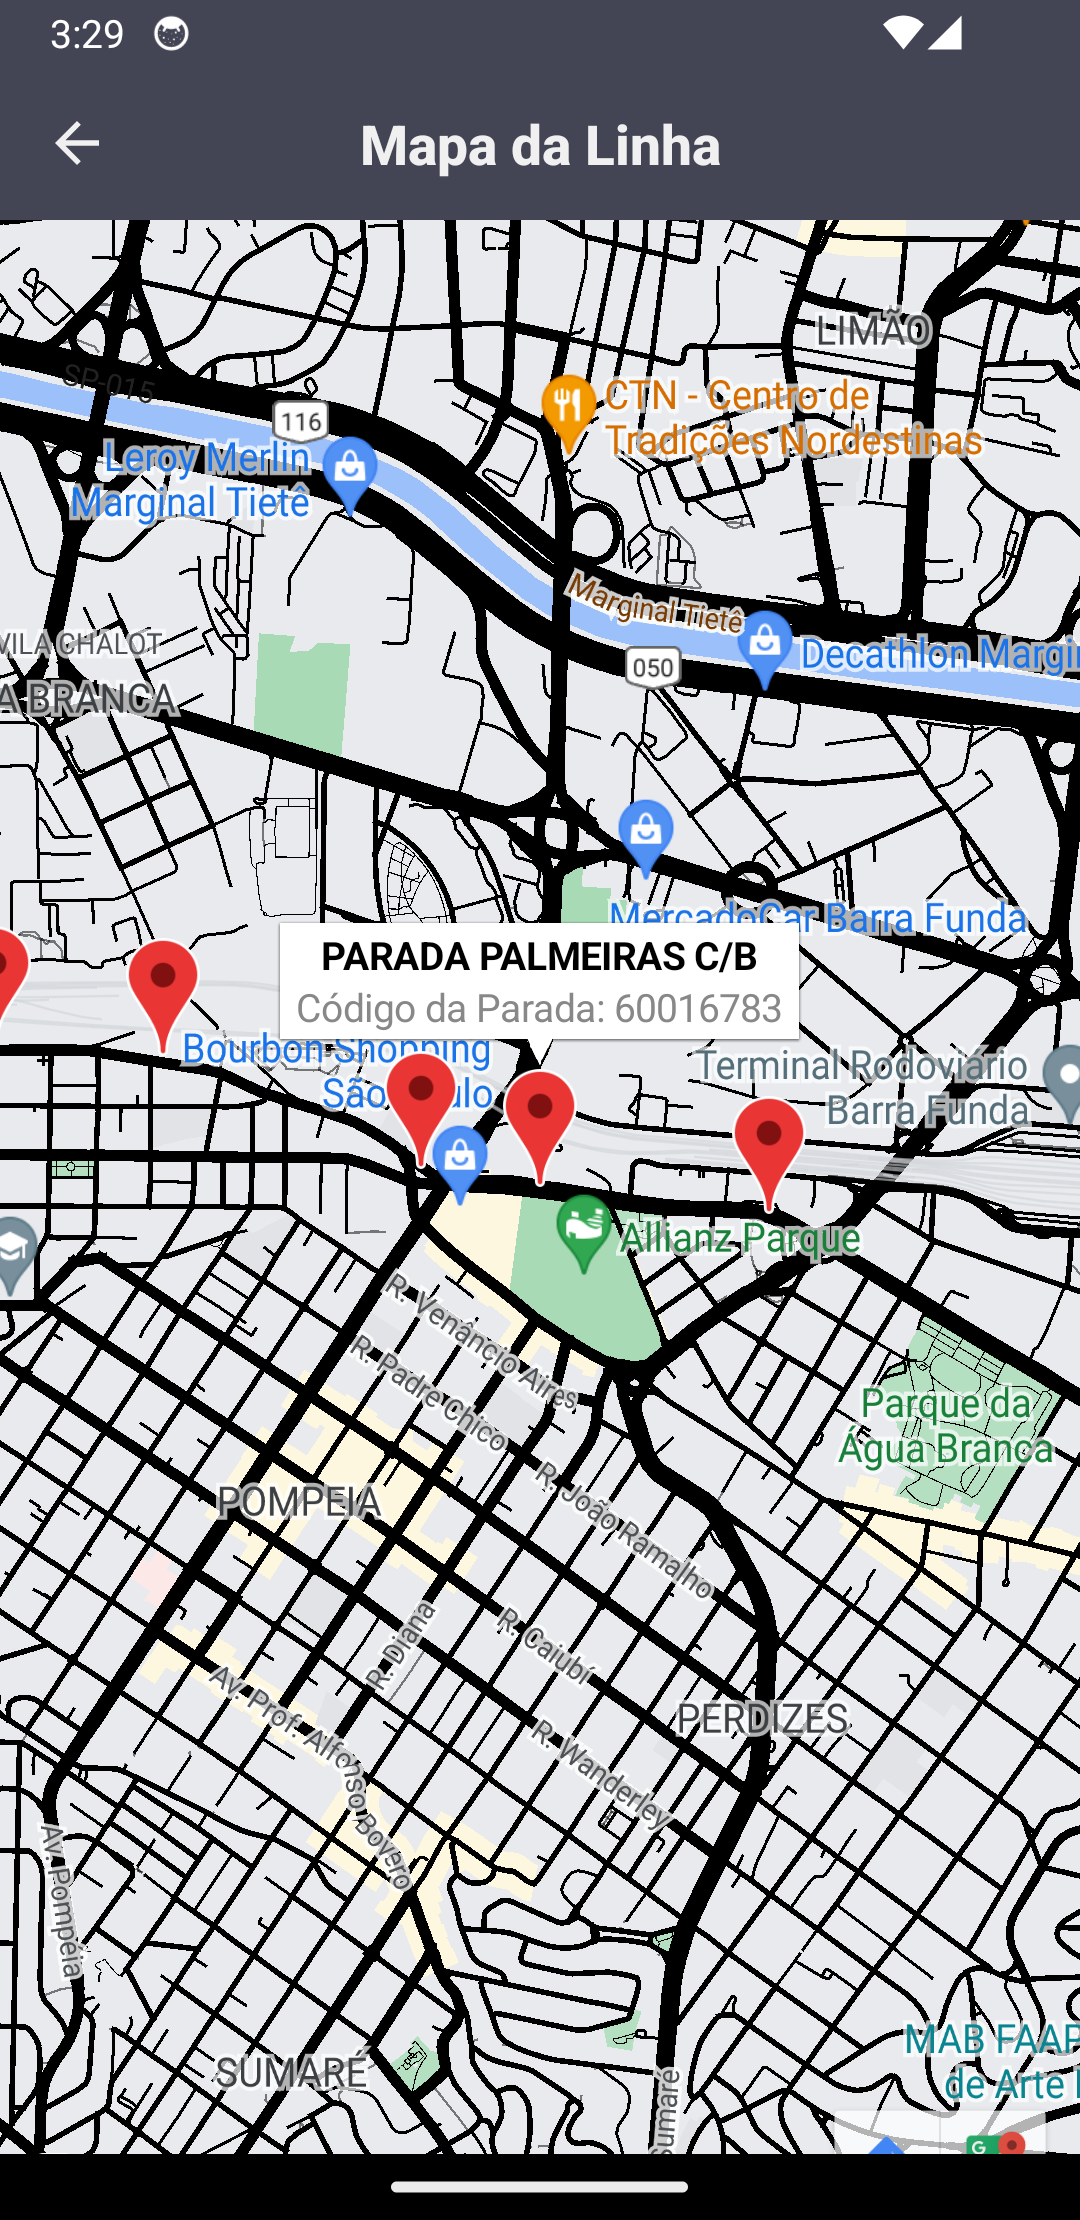 3:29
Mapa da Linha
LIMÃO
SP-015
CTN - Centro de
Tradições Nordestinas
116
Leroy Merlin
Marginal Tietê
Marginal Tietê
VILA CHALOT
050
Decathlon Margi
A BRANCA
MercadoCar Barra Funda
PARADA PALMEIRAS C/B
Código da Parada: 60016783
Bourbon Shopping
São Paulo
Terminal Rodoviário
Barra Funda
Allianz Parque
R. Venâncio Aires
R. Padre Chico
Parque da
Água Branca
POMPEIA
R. João Ramalho
R. Diana
R. Caiubí
Av. Prof. Alfonso Bovero
PERDIZES
R. Wanderley
Av. Pompéia
MAB FAAP
de Arte
SUMARÉ
Sumaré
G